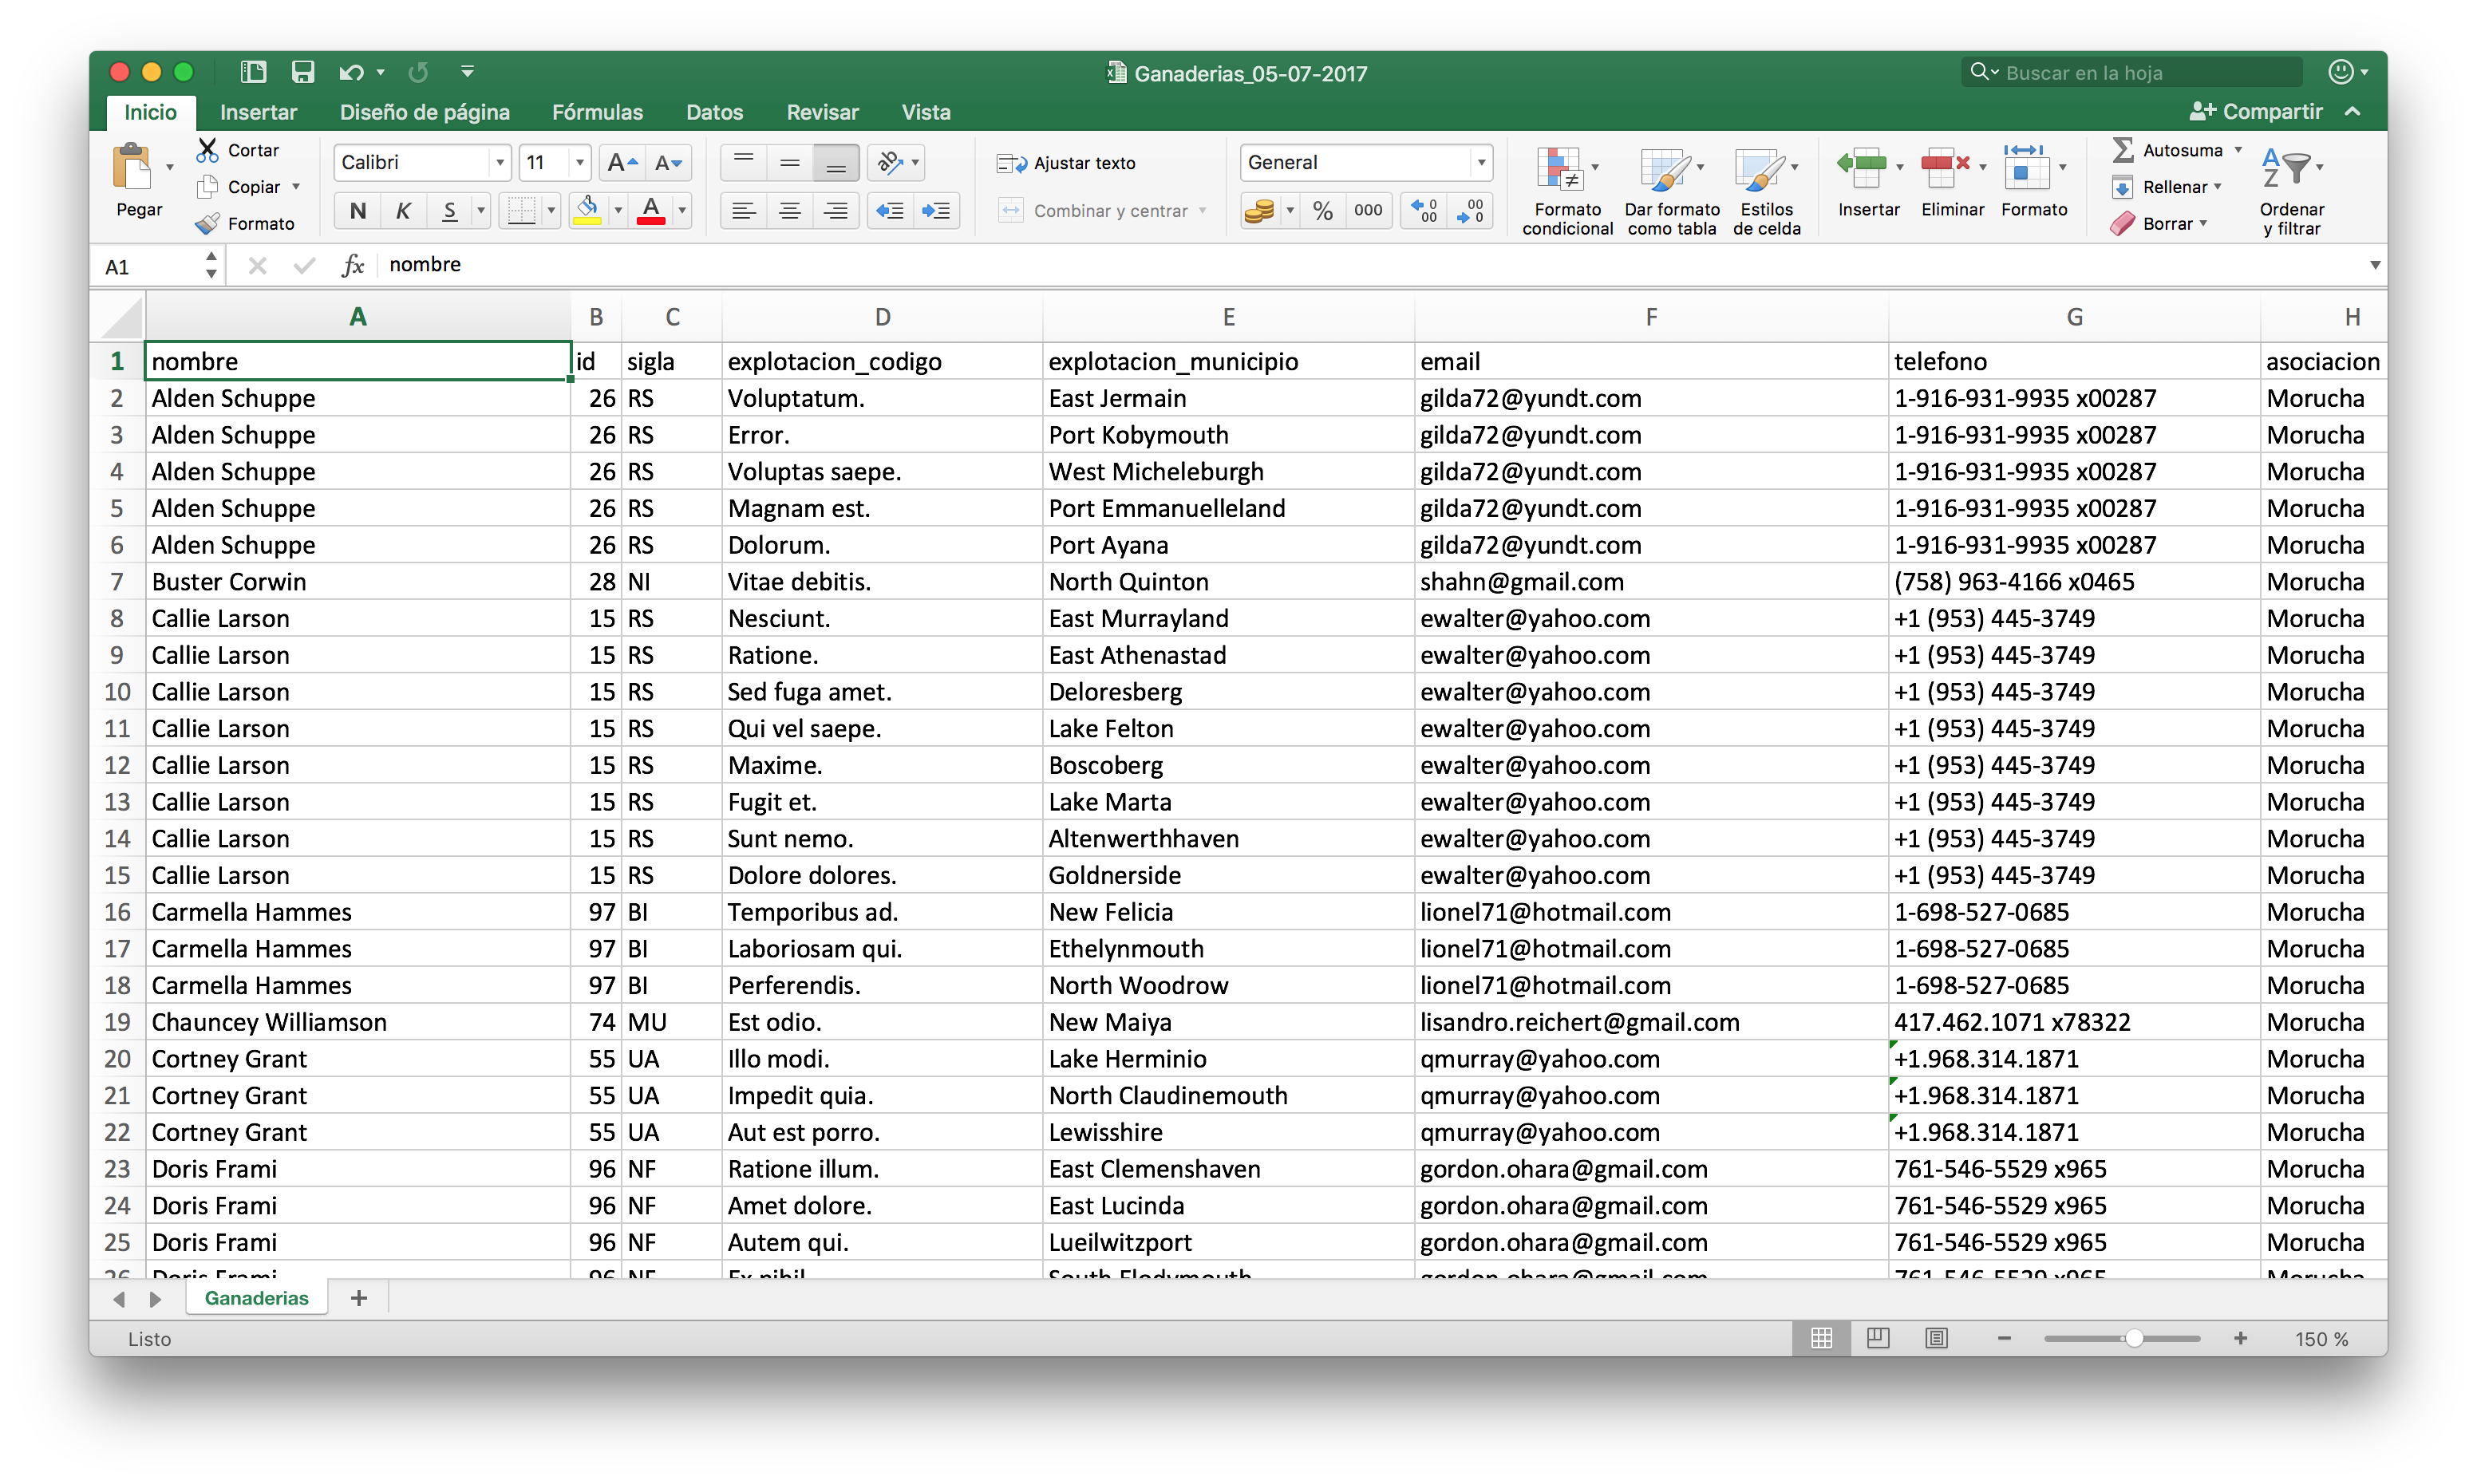 Ganaderias_05-07-2017
Buscar en la hoja
Inicio Insertar Diseño de página Fórmulas Datos Revisar Vista Compartir
Pegar Cortar Copiar Formato
Calibri 11 A A
N K S A
Ajustar texto
Combinar y centrar
General
% 000
Formato condicional
Dar formato como tabla
Estilos de celda
Insertar Eliminar Formato
Autosuma
Rellenar
Borrar
Ordenar y filtrar
A1 fx nombre
A B C D E F G H
1 nombre id sigla explotacion_codigo explotacion_municipio email telefono asociacion
2 Alden Schuppe 26 RS Voluptatum. East Jermain gilda72@yundt.com 1-916-931-9935 x00287 Morucha
3 Alden Schuppe 26 RS Error. Port Kobymouth gilda72@yundt.com 1-916-931-9935 x00287 Morucha
4 Alden Schuppe 26 RS Voluptas saepe. West Micheleburgh gilda72@yundt.com 1-916-931-9935 x00287 Morucha
5 Alden Schuppe 26 RS Magnam est. Port Emmanuelleland gilda72@yundt.com 1-916-931-9935 x00287 Morucha
6 Alden Schuppe 26 RS Dolorum. Port Ayana gilda72@yundt.com 1-916-931-9935 x00287 Morucha
7 Buster Corwin 28 NI Vitae debitis. North Quinton shahn@gmail.com (758) 963-4166 x0465 Morucha
8 Callie Larson 15 RS Nesciunt. East Murrayland ewalter@yahoo.com +1 (953) 445-3749 Morucha
9 Callie Larson 15 RS Ratione. East Athenastad ewalter@yahoo.com +1 (953) 445-3749 Morucha
10 Callie Larson 15 RS Sed fuga amet. Deloresberg ewalter@yahoo.com +1 (953) 445-3749 Morucha
11 Callie Larson 15 RS Qui vel saepe. Lake Felton ewalter@yahoo.com +1 (953) 445-3749 Morucha
12 Callie Larson 15 RS Maxime. Boscoberg ewalter@yahoo.com +1 (953) 445-3749 Morucha
13 Callie Larson 15 RS Fugit et. Lake Marta ewalter@yahoo.com +1 (953) 445-3749 Morucha
14 Callie Larson 15 RS Sunt nemo. Altenwerthhaven ewalter@yahoo.com +1 (953) 445-3749 Morucha
15 Callie Larson 15 RS Dolore dolores. Goldnerside ewalter@yahoo.com +1 (953) 445-3749 Morucha
16 Carmella Hammes 97 BI Temporibus ad. New Felicia lionel71@hotmail.com 1-698-527-0685 Morucha
17 Carmella Hammes 97 BI Laboriosam qui. Ethelynmouth lionel71@hotmail.com 1-698-527-0685 Morucha
18 Carmella Hammes 97 BI Perferendis. North Woodrow lionel71@hotmail.com 1-698-527-0685 Morucha
19 Chauncey Williamson 74 MU Est odio. New Maiya lisandro.reichert@gmail.com 417.462.1071 x78322 Morucha
20 Cortney Grant 55 UA Illo modi. Lake Herminio qmurray@yahoo.com +1.968.314.1871 Morucha
21 Cortney Grant 55 UA Impedit quia. North Claudinemouth qmurray@yahoo.com +1.968.314.1871 Morucha
22 Cortney Grant 55 UA Aut est porro. Lewisshire qmurray@yahoo.com +1.968.314.1871 Morucha
23 Doris Frami 96 NF Ratione illum. East Clemenshaven gordon.ohara@gmail.com 761-546-5529 x965 Morucha
24 Doris Frami 96 NF Amet dolore. East Lucinda gordon.ohara@gmail.com 761-546-5529 x965 Morucha
25 Doris Frami 96 NF Autem qui. Lueilwitzport gordon.ohara@gmail.com 761-546-5529 x965 Morucha
26 Doris Frami 96 NF gordon.ohara@gmail.com 761-546-5529 x965 Morucha
Ganaderias
Listo 150 %